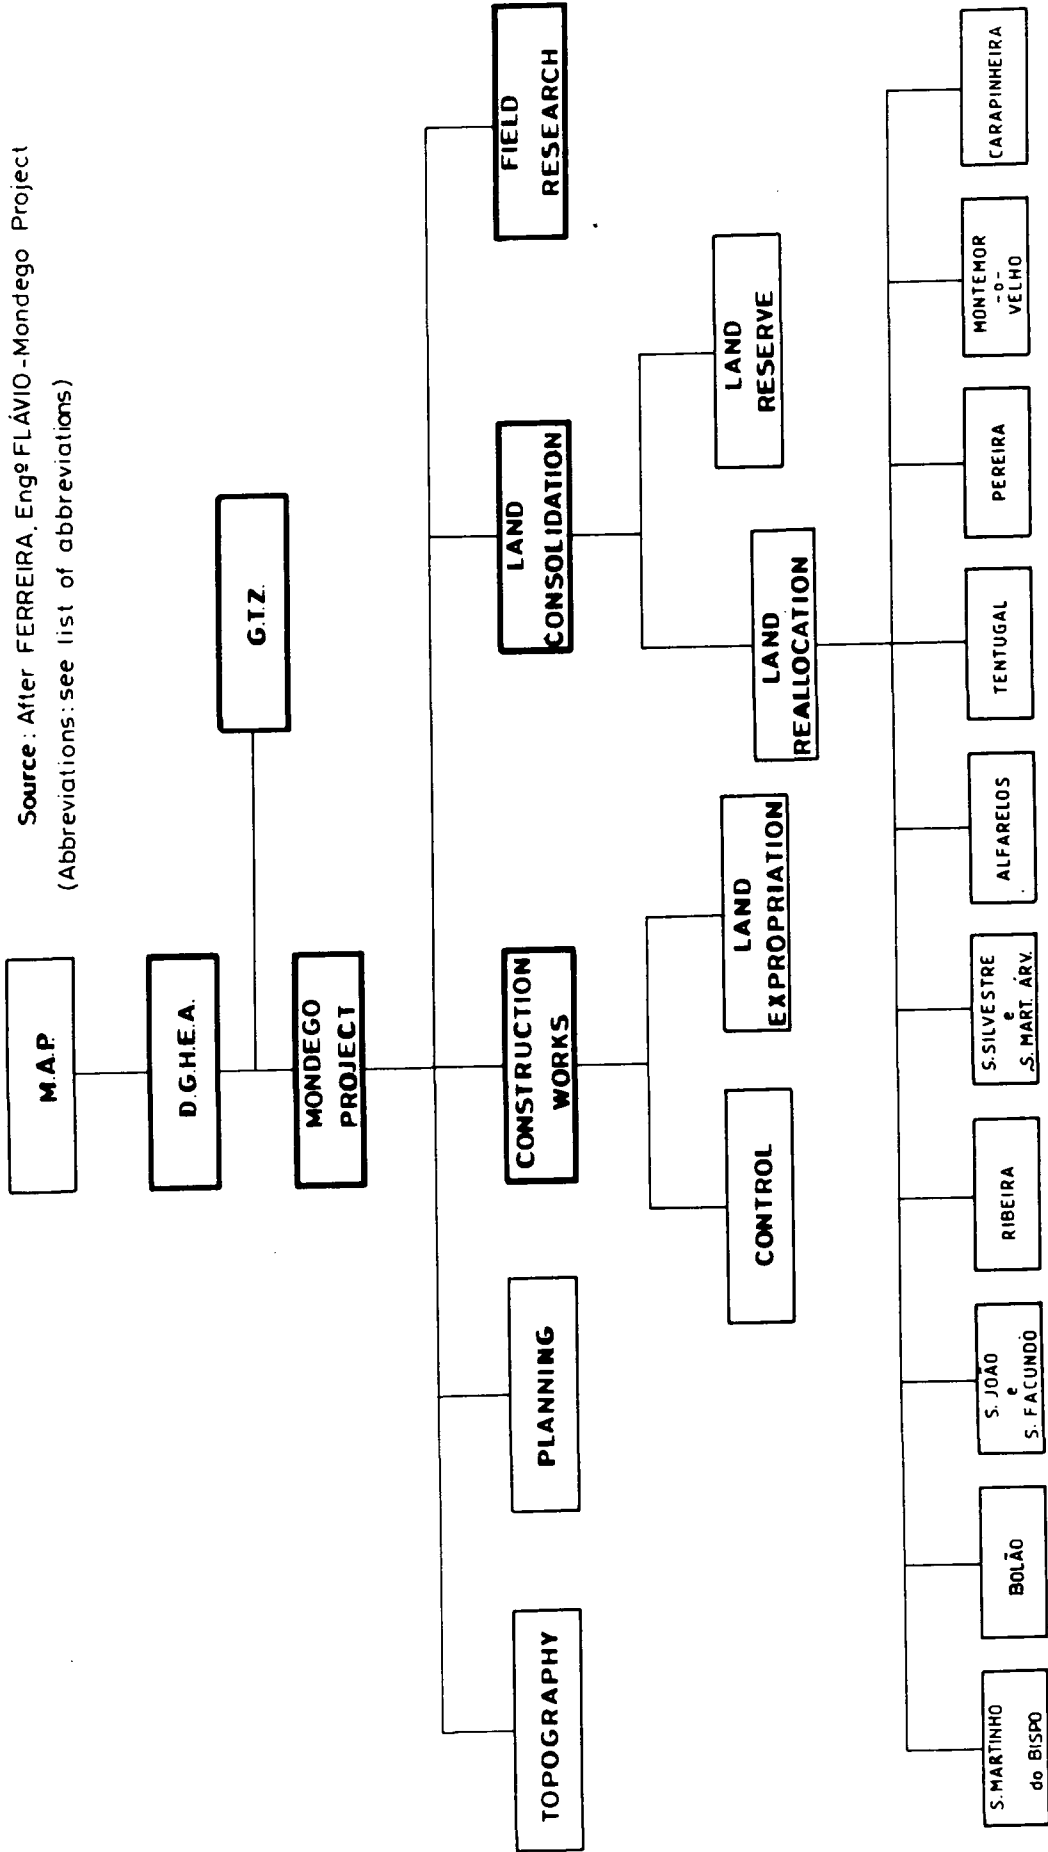 Source: After FERREIRA, Engº FLÁVIO-Mondego Project
(Abbreviations: see list of abbreviations)
M.A.P.
D.G.H.E.A.
G.T.Z.
MONDEGO
PROJECT
TOPOGRAPHY
PLANNING
CONSTRUCTION
WORKS
LAND
CONSOLIDATION
FIELD
RESEARCH
CONTROL
LAND
EXPROPRIATION
LAND
REALLOCATION
LAND
RESERVE
S.MARTINHO
do BISPO
BOLÃO
S. JOÃO
e
S. FACUNDO
RIBEIRA
S.SILVESTRE
e
S. MART. ÁRV.
ALFARELOS
TENTUGAL
PEREIRA
MONTEMOR
-O-
VELHO
CARAPINHEIRA